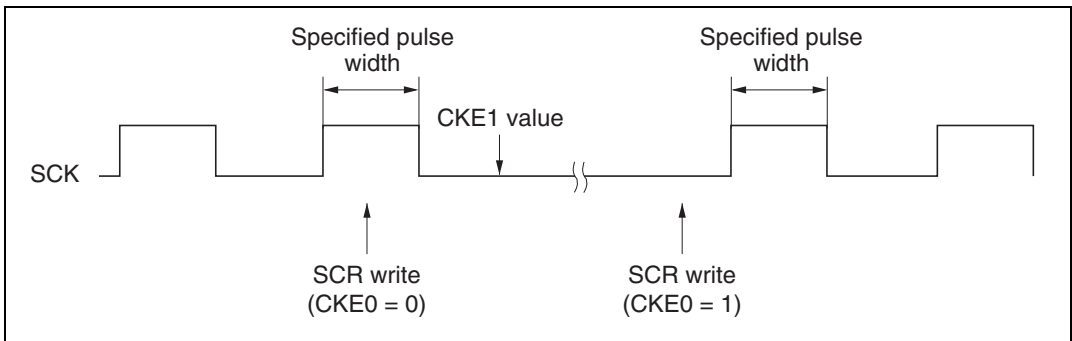 Specified pulse
width
Specified pulse
width
CKE1 value
SCK
SCR write
(CKE0 = 0)
SCR write
(CKE0 = 1)